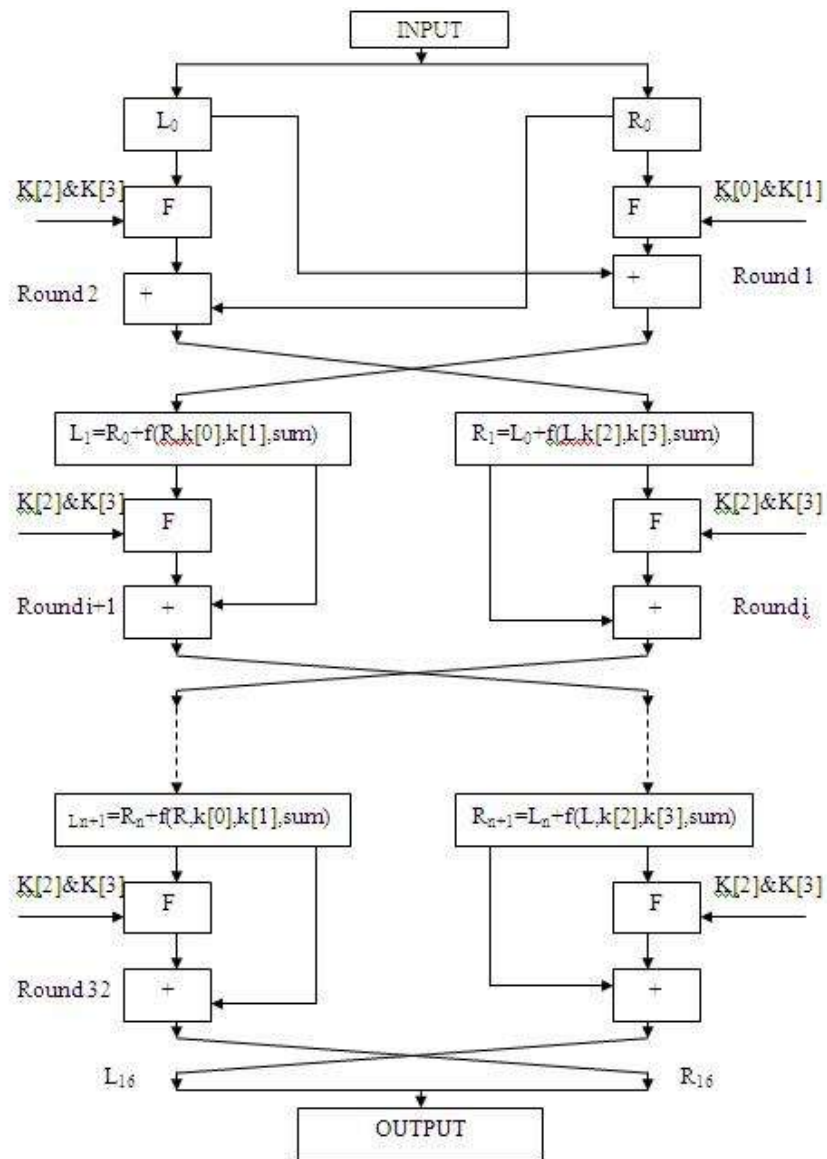 INPUT
L₀
R₀
K[2]&K[3]
F
F
K[0]&K[1]
Round 2
+
+
Round 1
L₁=R₀+f(R,k[0],k[1],sum)
R₁=L₀+f(L,k[2],k[3],sum)
K[2]&K[3]
F
F
K[2]&K[3]
Round i+1
+
+
Round i
Ln+1=Rₙ+f(R,k[0],k[1],sum)
Rₙ₊₁=Lₙ+f(L,k[2],k[3],sum)
K[2]&K[3]
F
F
K[2]&K[3]
Round 32
+
+
L₁₆
R₁₆
OUTPUT